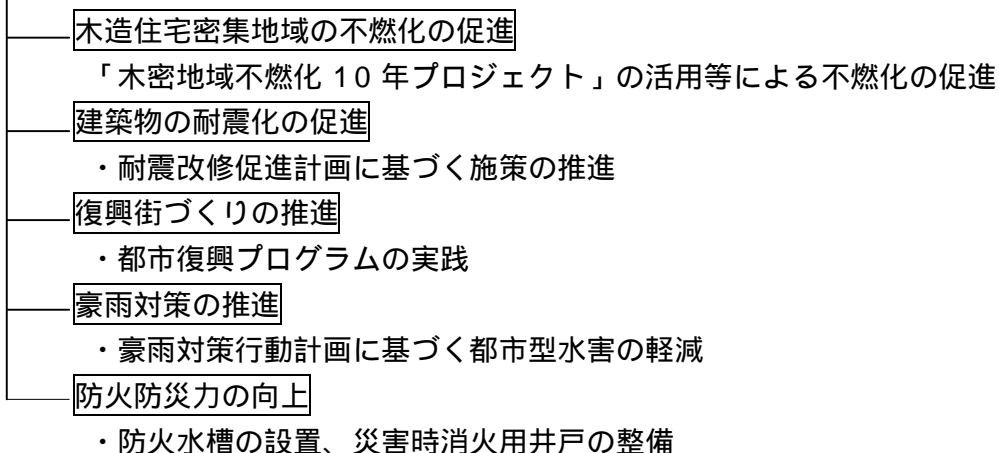 木造住宅密集地域の不燃化の促進
「木密地域不燃化 10 年プロジェクト」の活用等による不燃化の促進
建築物の耐震化の促進
・耐震改修促進計画に基づく施策の推進
復興街づくりの推進
・都市復興プログラムの実践
豪雨対策の推進
・豪雨対策行動計画に基づく都市型水害の軽減
防火防災力の向上
・防火水槽の設置、災害時消火用井戸の整備